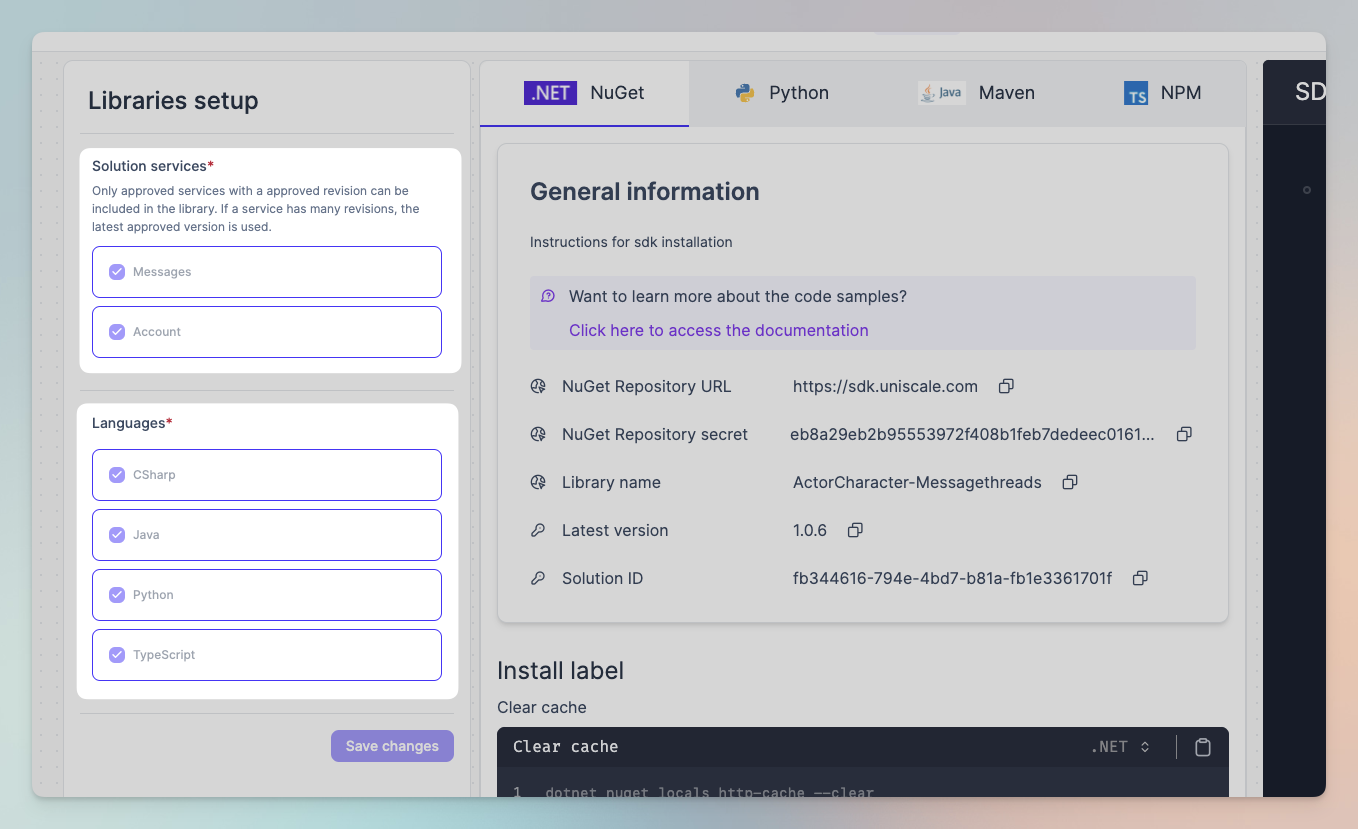 Libraries setup
Solution services*
Only approved services with a approved revision can be
included in the library. If a service has many revisions, the
latest approved version is used.
Messages
Account
Languages*
CSharp
Java
Python
TypeScript
Save changes
.NET NuGet
Python
Java Maven
TS NPM
General information
Instructions for sdk installation
Want to learn more about the code samples?
Click here to access the documentation
NuGet Repository URL https://sdk.uniscale.com
NuGet Repository secret eb8a29eb2b95553972f408b1feb7dedeec0161...
Library name ActorCharacter-Messagethreads
Latest version 1.0.6
Solution ID fb344616-794e-4bd7-b81a-fb1e3361701f
Install label
Clear cache
Clear cache .NET
1 dotnet nuget locals http-cache --clear
SD